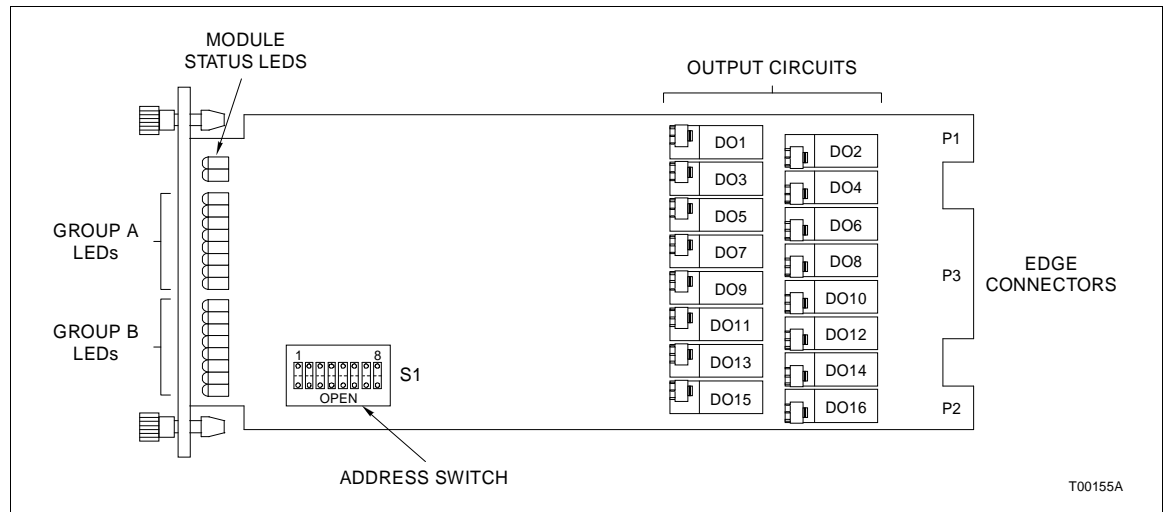 MODULE
STATUS LEDS
OUTPUT CIRCUITS
DO1
DO2
P1
DO3
DO4
DO5
DO6
GROUP A
LEDs
DO7
DO8
P3
EDGE
CONNECTORS
DO9
DO10
GROUP B
LEDs
DO11
DO12
1 8
S1
OPEN
DO13
DO14
DO15
DO16
P2
ADDRESS SWITCH
T00155A